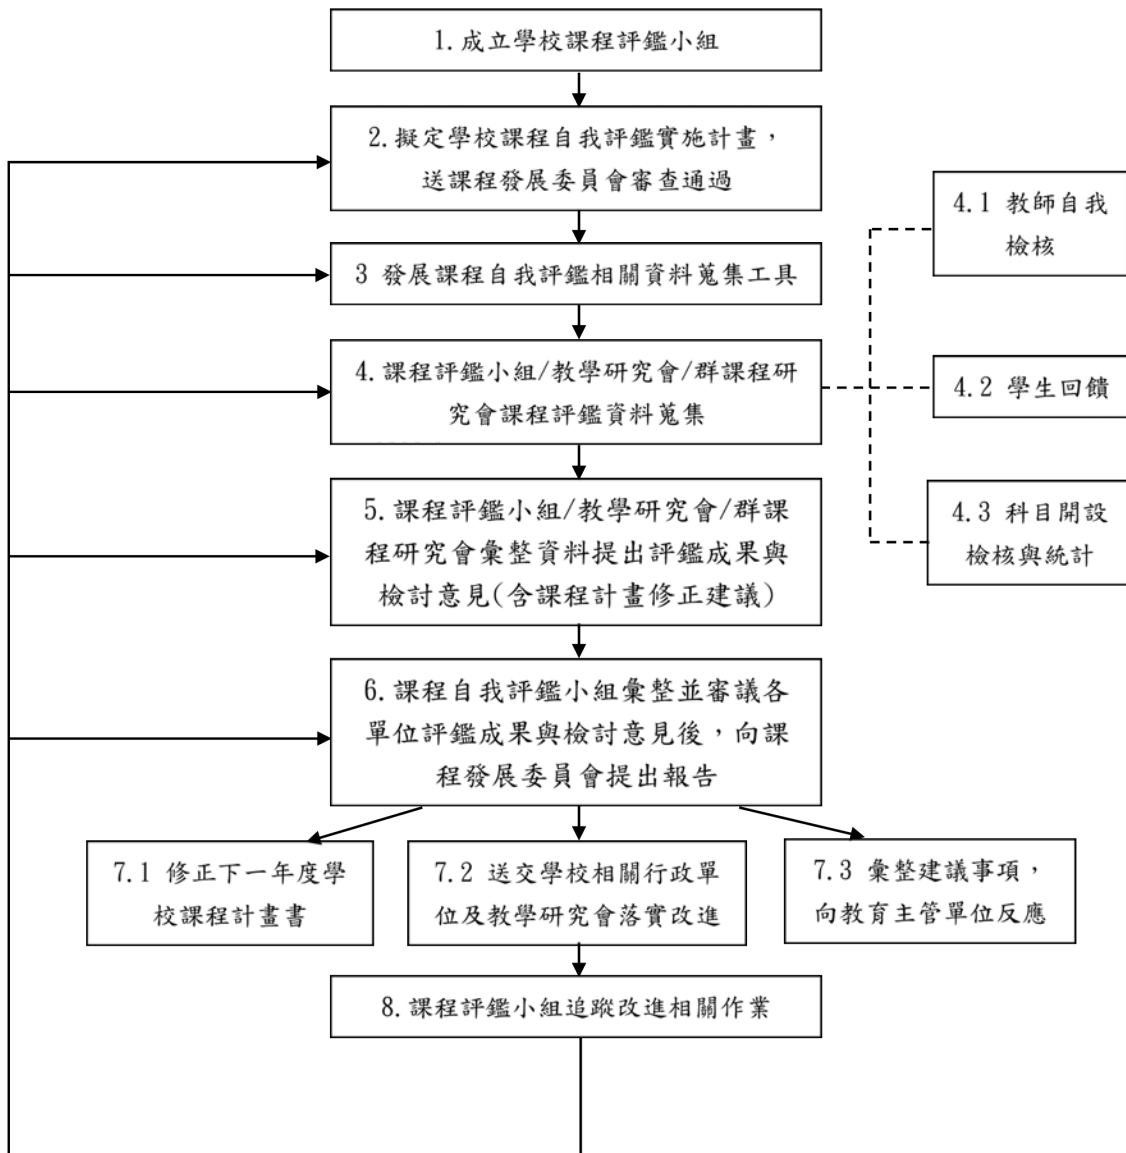 1.成立學校課程評鑑小組
2.擬定學校課程自我評鑑實施計畫，
送課程發展委員會審查通過
3 發展課程自我評鑑相關資料蒐集工具
4.課程評鑑小組/教學研究會/群課程研
究會課程評鑑資料蒐集
4.1 教師自我
檢核
4.2 學生回饋
4.3 科目開設
檢核與統計
5.課程評鑑小組/教學研究會/群課
程研究會彙整資料提出評鑑成果與
檢討意見(含課程計畫修正建議)
6.課程自我評鑑小組彙整並審議各
單位評鑑成果與檢討意見後，向課
程發展委員會提出報告
7.1 修正下一年度學
校課程計畫書
7.2 送交學校相關行政單
位及教學研究會落實改進
7.3 彙整建議事項，
向教育主管單位反應
8.課程評鑑小組追蹤改進相關作業